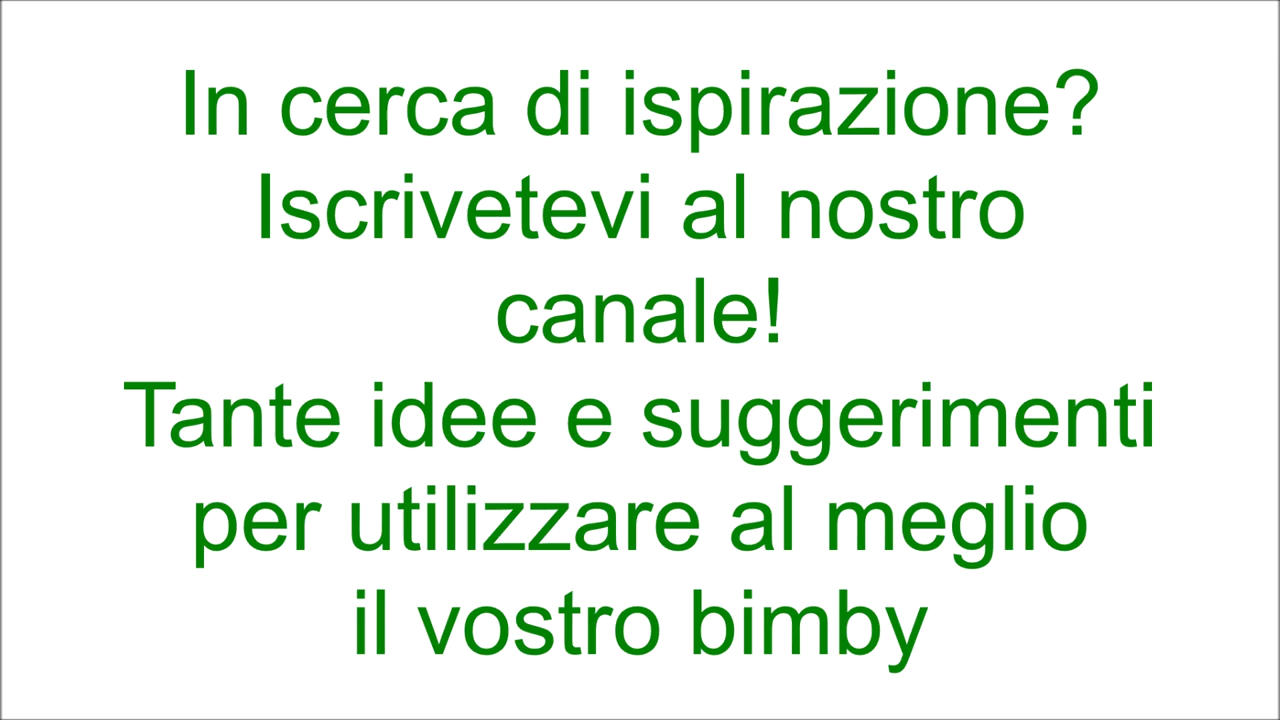 In cerca di ispirazione?
Iscrivetevi al nostro
canale!
Tante idee e suggerimenti
per utilizzare al meglio
il vostro bimby